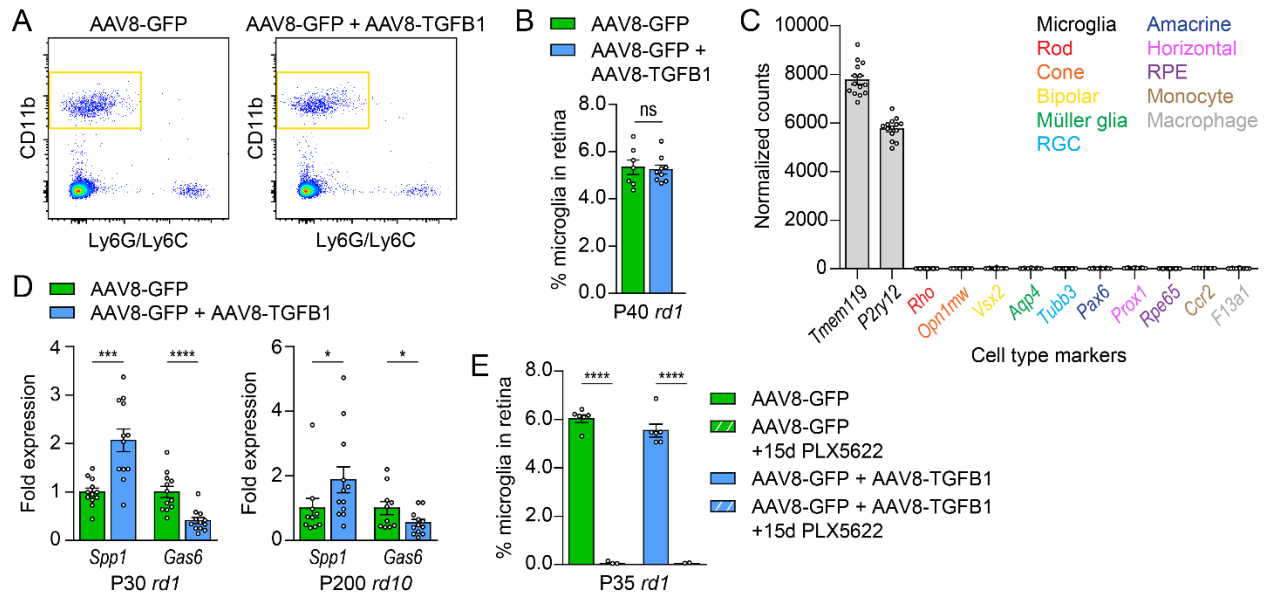 A
AAV8-GFP
AAV8-GFP + AAV8-TGFB1
CD11b
CD11b
Ly6G/Ly6C
Ly6G/Ly6C
B
AAV8-GFP
AAV8-GFP +
AAV8-TGFB1
% microglia in retina
8.0
6.0
4.0
2.0
0.0
ns
P40 rd1
C
Normalized counts
10000
8000
6000
4000
2000
0
Microglia
Rod
Cone
Bipolar
Müller glia
RGC
Amacrine
Horizontal
RPE
Monocyte
Macrophage
Tmem119
P2ry12
Rho
Opn1mw
Vsx2
Aqp4
Tubb3
Pax6
Prox1
Rpe65
Ccr2
F13a1
Cell type markers
D
AAV8-GFP
AAV8-GFP + AAV8-TGFB1
Fold expression
4
3
2
1
0
***
****
Spp1
Gas6
P30 rd1
Fold expression
6
4
2
0
*
*
Spp1
Gas6
P200 rd10
E
% microglia in retina
8.0
6.0
4.0
2.0
0.0
****
****
P35 rd1
AAV8-GFP
AAV8-GFP
+15d PLX5622
AAV8-GFP + AAV8-TGFB1
AAV8-GFP + AAV8-TGFB1
+15d PLX5622